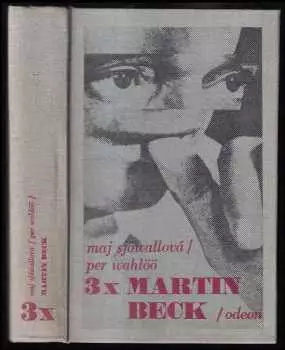 maj sjöwallová / per wahlöö /
MARTIN BECK
3x
maj sjöwallová /
per wahlöö
3 x MARTIN
BECK / odeon